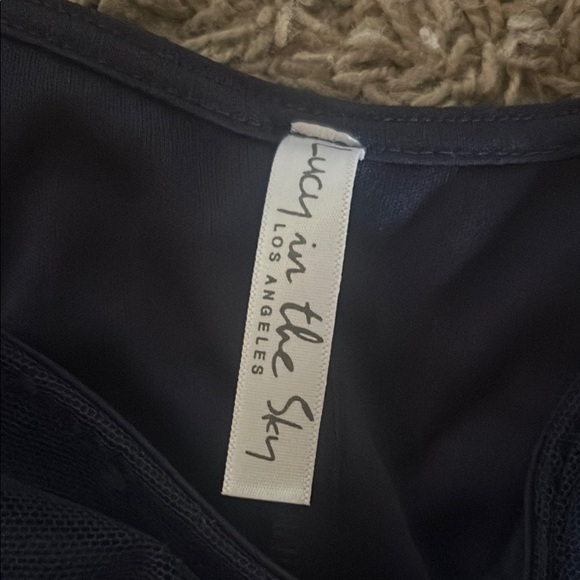 Lucy in the Sky
LOS ANGELES